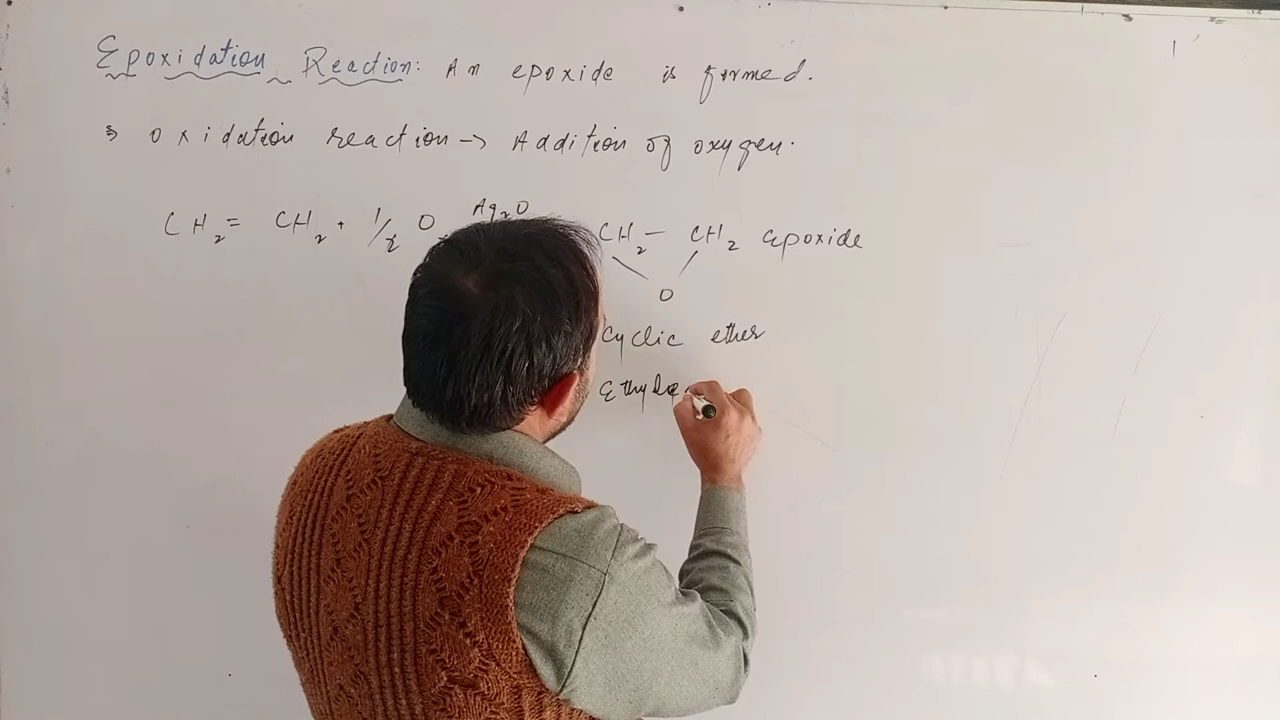 Epoxidation Reaction: An epoxide is formed.
⇒ Oxidation reaction → Addition of oxygen.
Ag₂O
CH₂ = CH₂ + 1/2 O CH₂ — CH₂ Epoxide
O
Cyclic ether
Ethyle